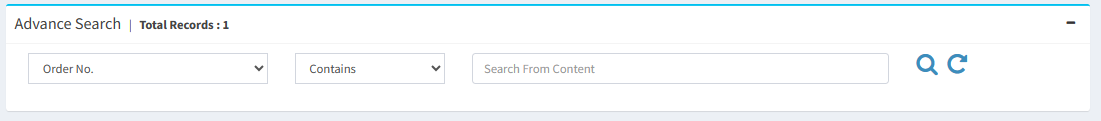 Advance Search | Total Records : 1
Order No. Contains Search From Content